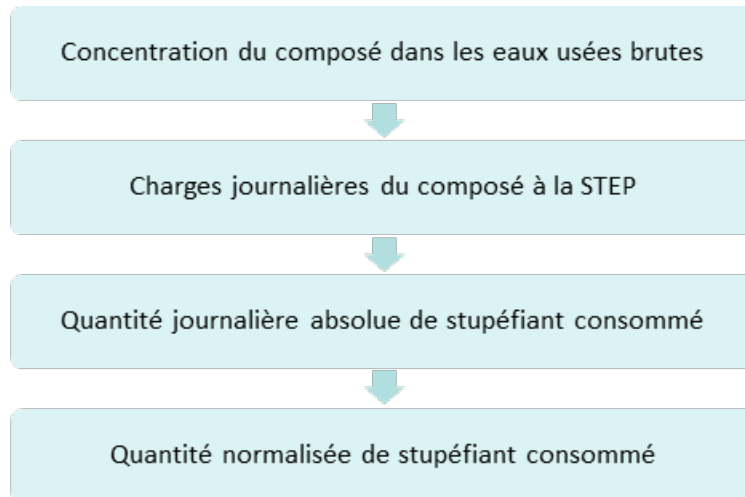 Concentration du composé dans les eaux usées brutes
Charges journalières du composé à la STEP
Quantité journalière absolue de stupéfiant consommé
Quantité normalisée de stupéfiant consommé